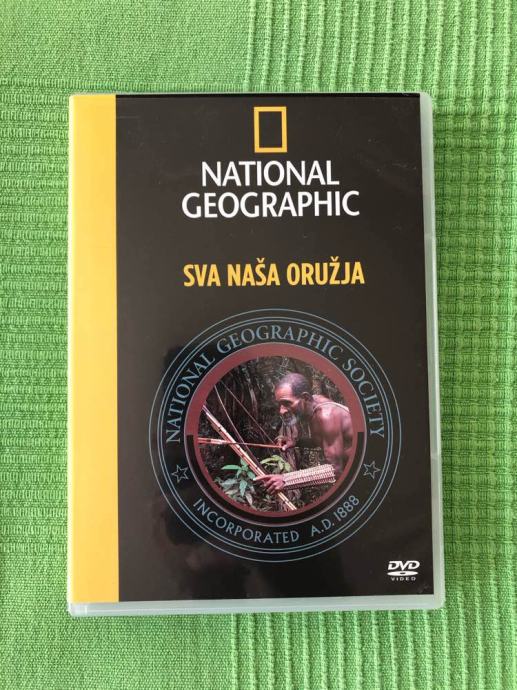 NATIONAL
GEOGRAPHIC
SVA NAŠA ORUŽJA
NATIONAL GEOGRAPHIC SOCIETY
INCORPORATED A.D. 1888
DVD
VIDEO